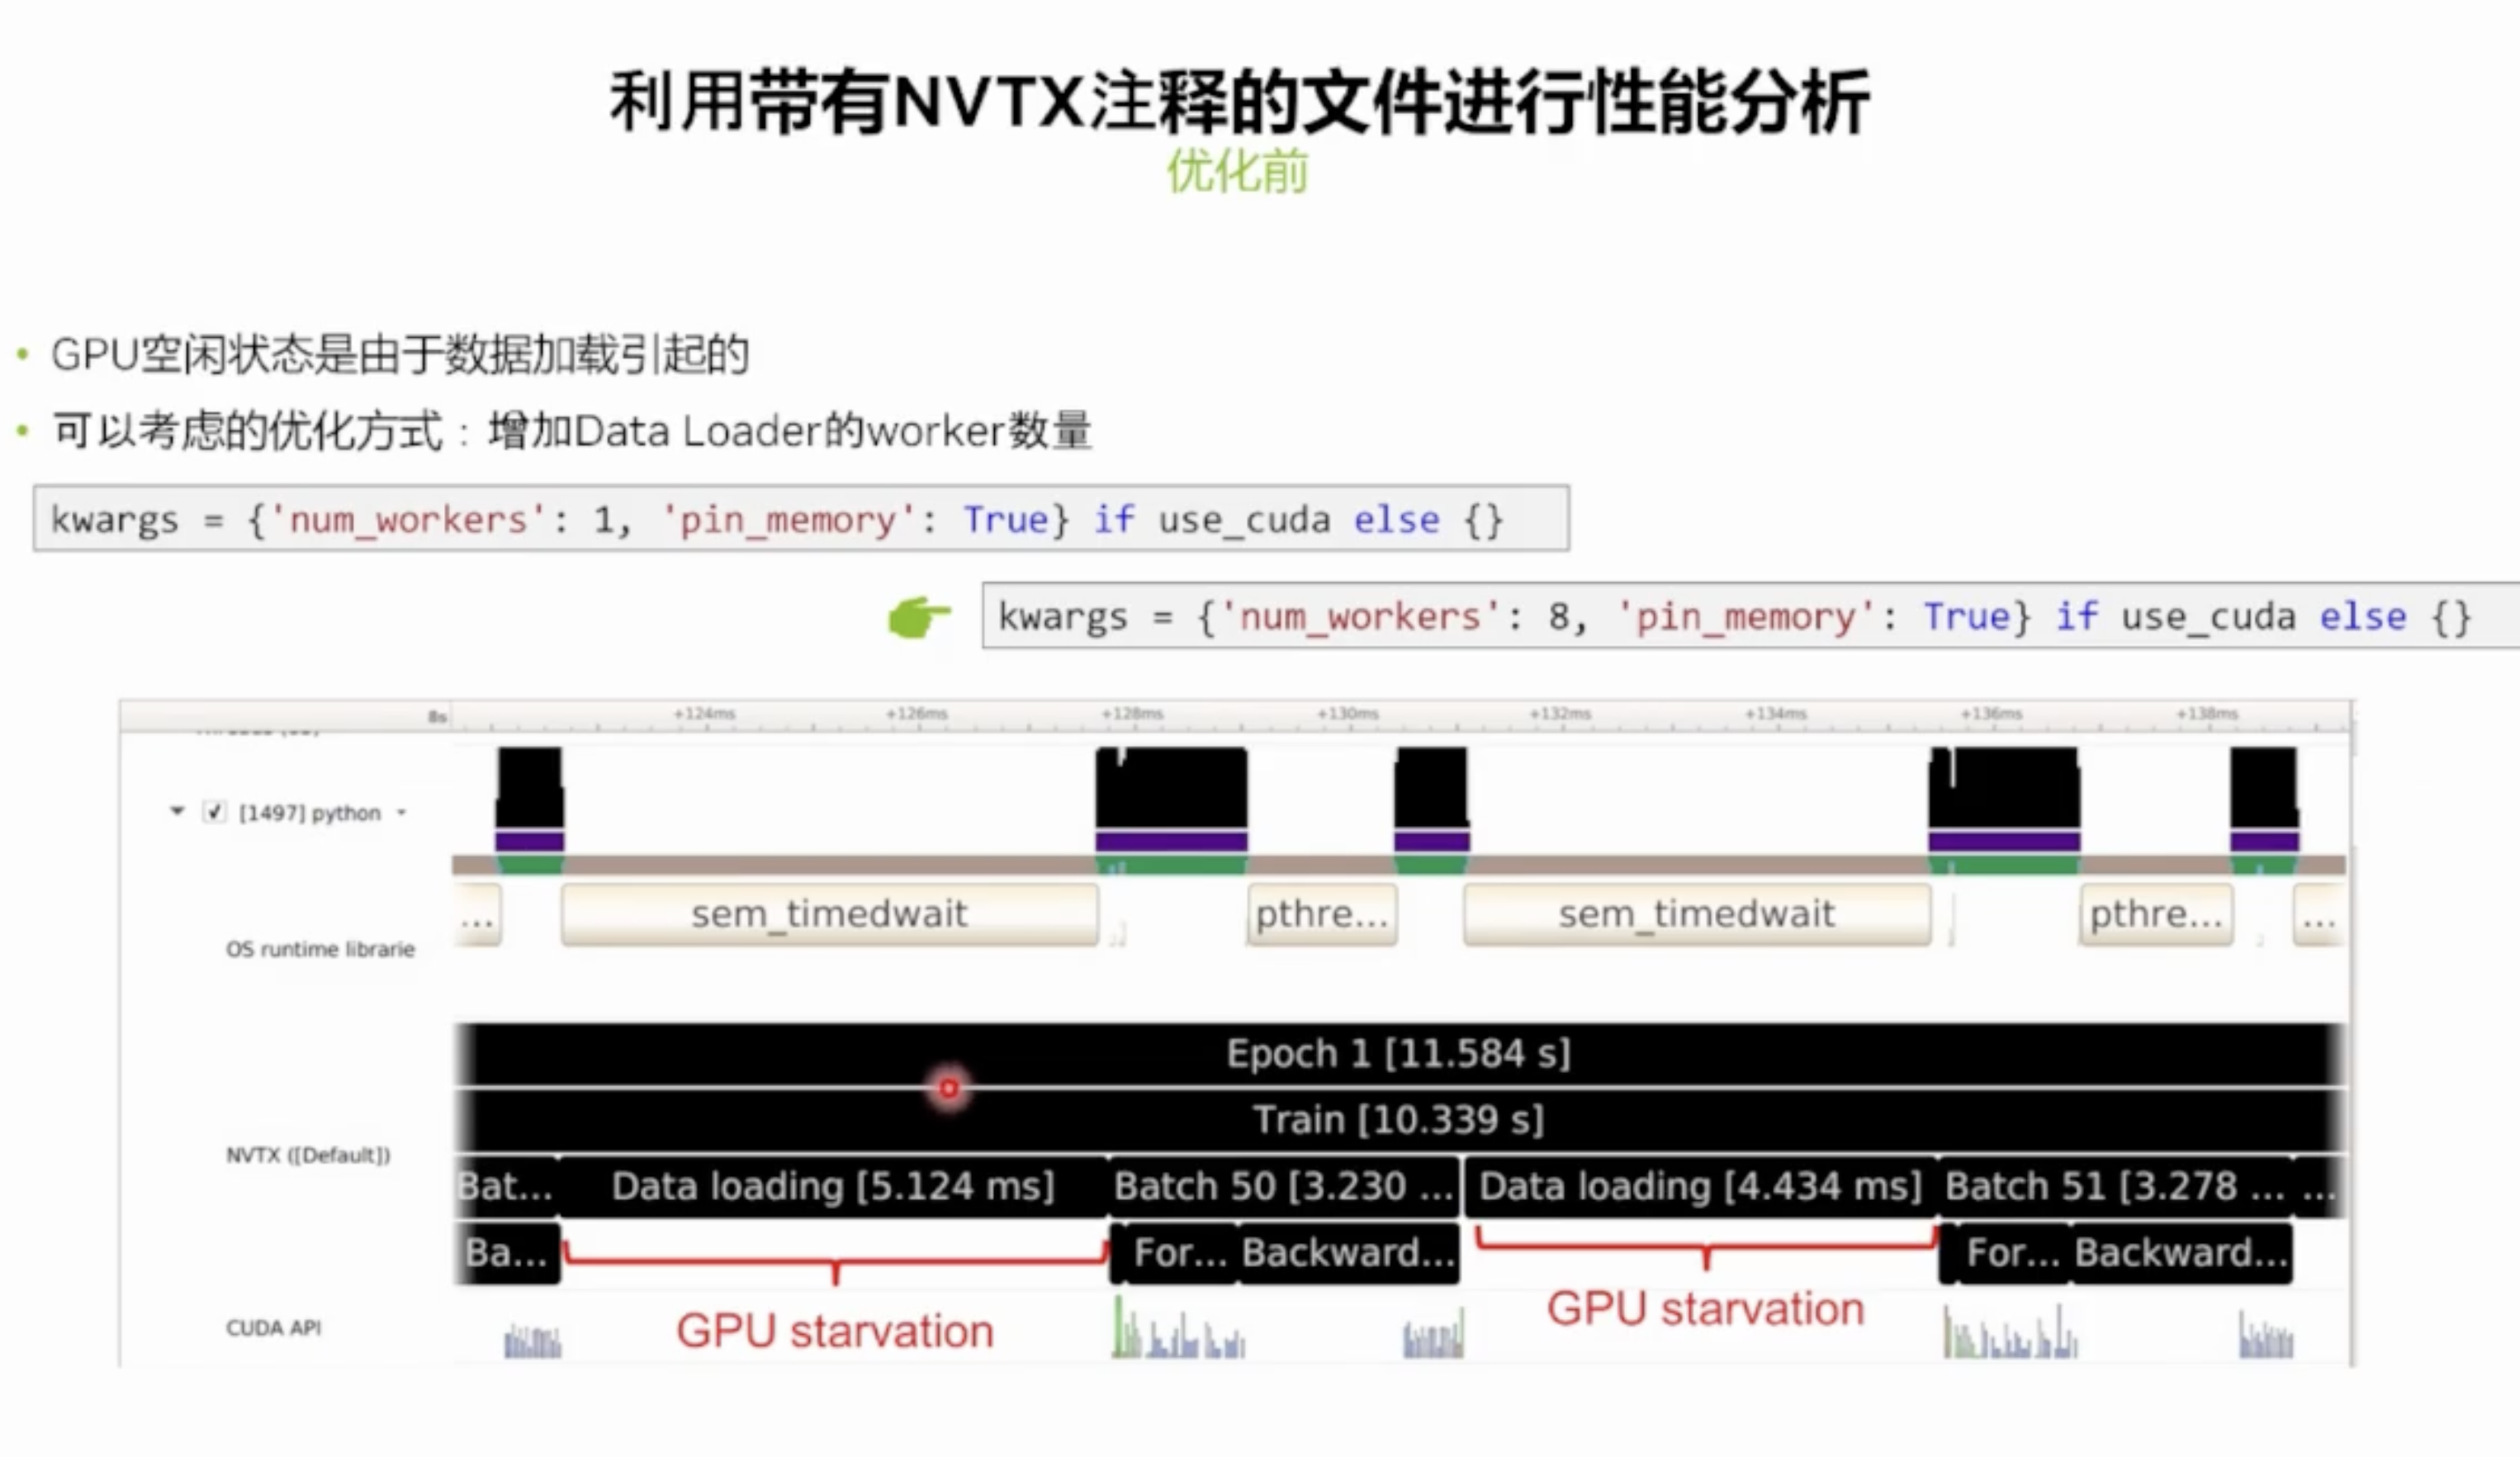 利用带有NVTX注释的文件进行性能分析
优化前
• GPU空闲状态是由于数据加载引起的
• 可以考虑的优化方式：增加Data Loader的worker数量
kwargs = {'num_workers': 1, 'pin_memory': True} if use_cuda else {}
kwargs = {'num_workers': 8, 'pin_memory': True} if use_cuda else {}
8s +124ms +126ms +128ms +130ms +132ms +134ms +136ms +138ms
[1497] python
... sem_timedwait pthre... sem_timedwait pthre... ...
OS runtime librarie
Epoch 1 [11.584 s]
Train [10.339 s]
NVTX ([Default])
Bat... Data loading [5.124 ms] Batch 50 [3.230 ... Data loading [4.434 ms] Batch 51 [3.278 ... ...
Ba... For... Backward... For... Backward...
GPU starvation GPU starvation
CUDA API